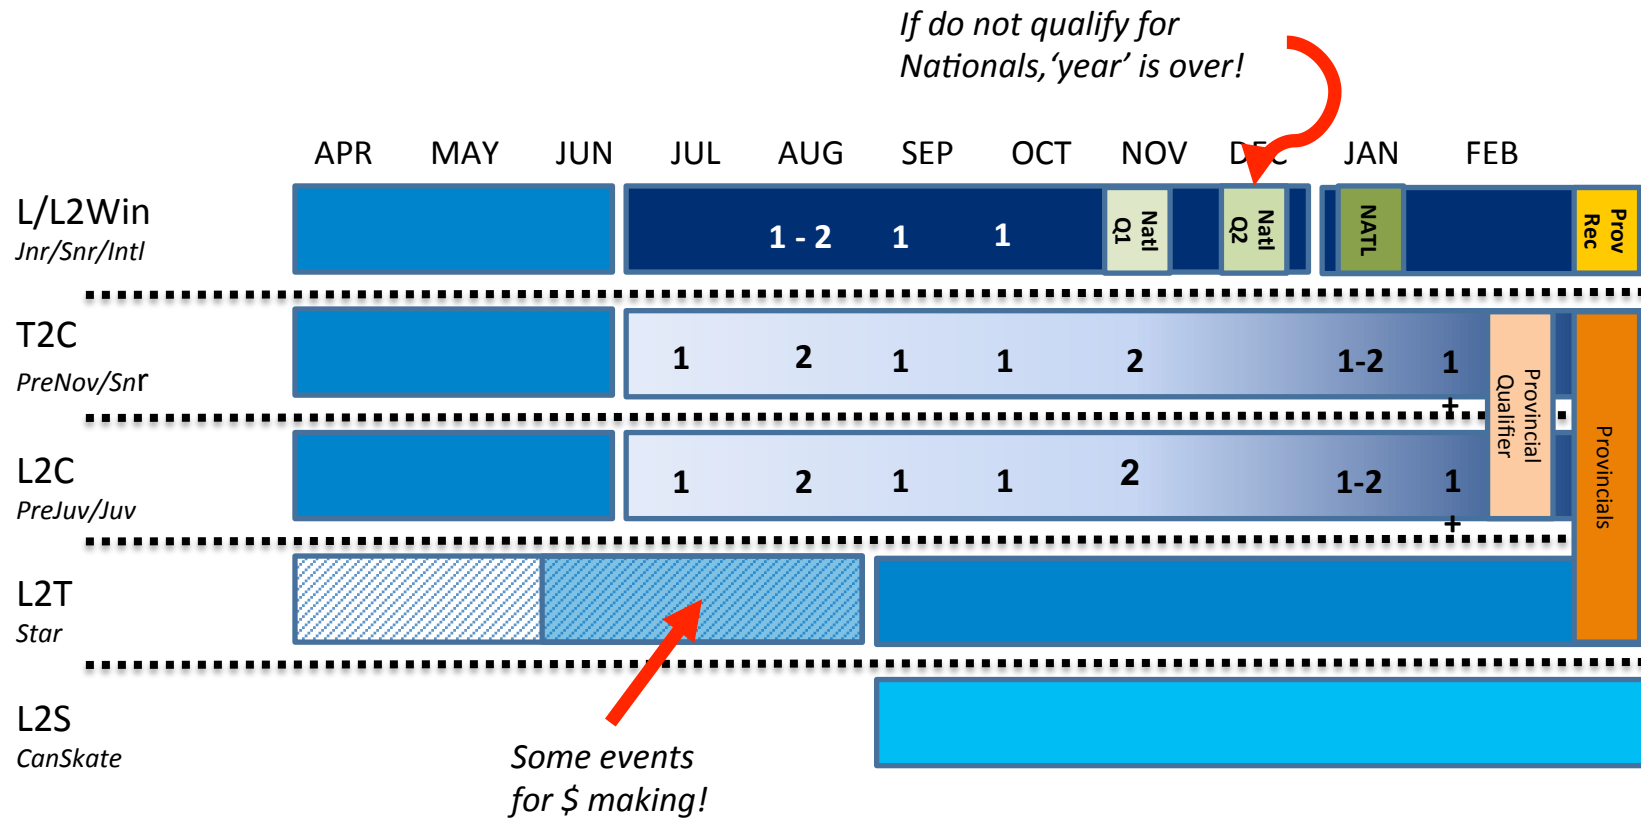 If do not qualify for
Nationals,‘year’ is over!
APR MAY JUN JUL AUG SEP OCT NOV DEC JAN FEB
L/L2Win
Jnr/Snr/Intl
1 - 2 1 1
Natl
Q1
Natl
Q2
NATL
Prov
Rec
T2C
PreNov/Snr
1 2 1 1 2 1-2 1
+
Provincial
Qualifier
L2C
PreJuv/Juv
1 2 1 1 2 1-2 1
+
Provincials
L2T
Star
L2S
CanSkate
Some events
for $ making!